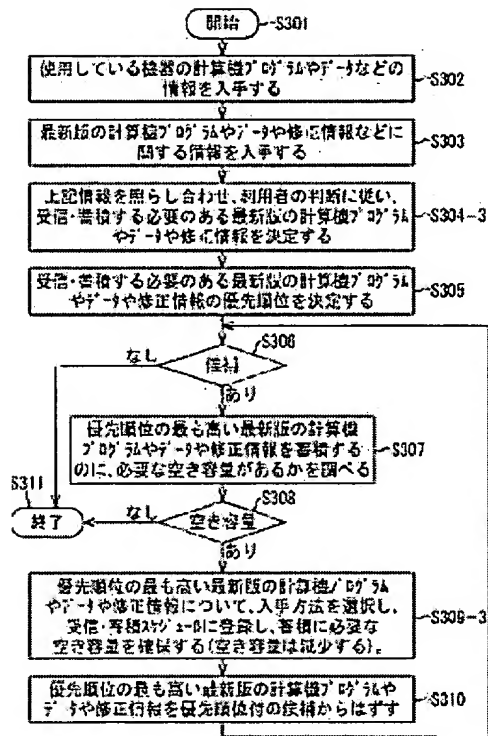 開始
S301
使用している機器の計算機プログラムやデータなどの
情報を入手する
S302
最新版の計算機プログラムやデータや修正情報などに
関する情報を入手する
S303
上記情報を照らし合わせ、利用者の判断に従い、
受信・蓄積する必要のある最新版の計算機プログラム
やデータや修正情報を決定する
S304-3
受信・蓄積する必要のある最新版の計算機プログラム
やデータや修正情報の優先順位を決定する
S305
S306
なし
候補
あり
優先順位の最も高い最新版の計算機
プログラムやデータや修正情報を蓄積する
のに、必要な空き容量があるかを調べる
S307
S311
終了
S308
なし
空き容量
あり
優先順位の最も高い最新版の計算機プログラム
やデータや修正情報について、入手方法を選択し、
受信・蓄積スケジュールに登録し、蓄積に必要な
空き容量を確保する(空き容量は減少する)。
S309-3
優先順位の最も高い最新版の計算機プログラムや
データや修正情報を優先順位付の候補からはずす
S310